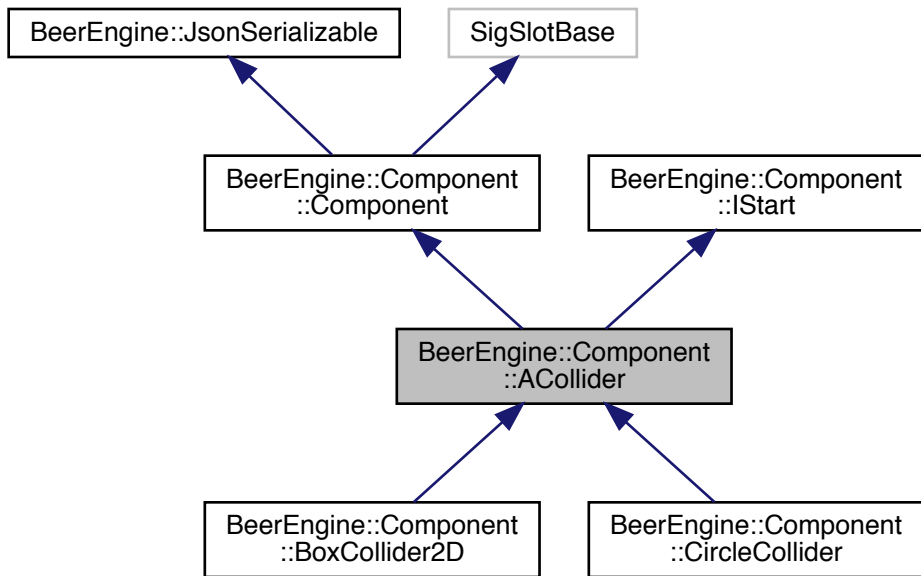 BeerEngine::JsonSerializable
SigSlotBase
BeerEngine::Component
::Component
BeerEngine::Component
::IStart
BeerEngine::Component
::ACollider
BeerEngine::Component
::BoxCollider2D
BeerEngine::Component
::CircleCollider